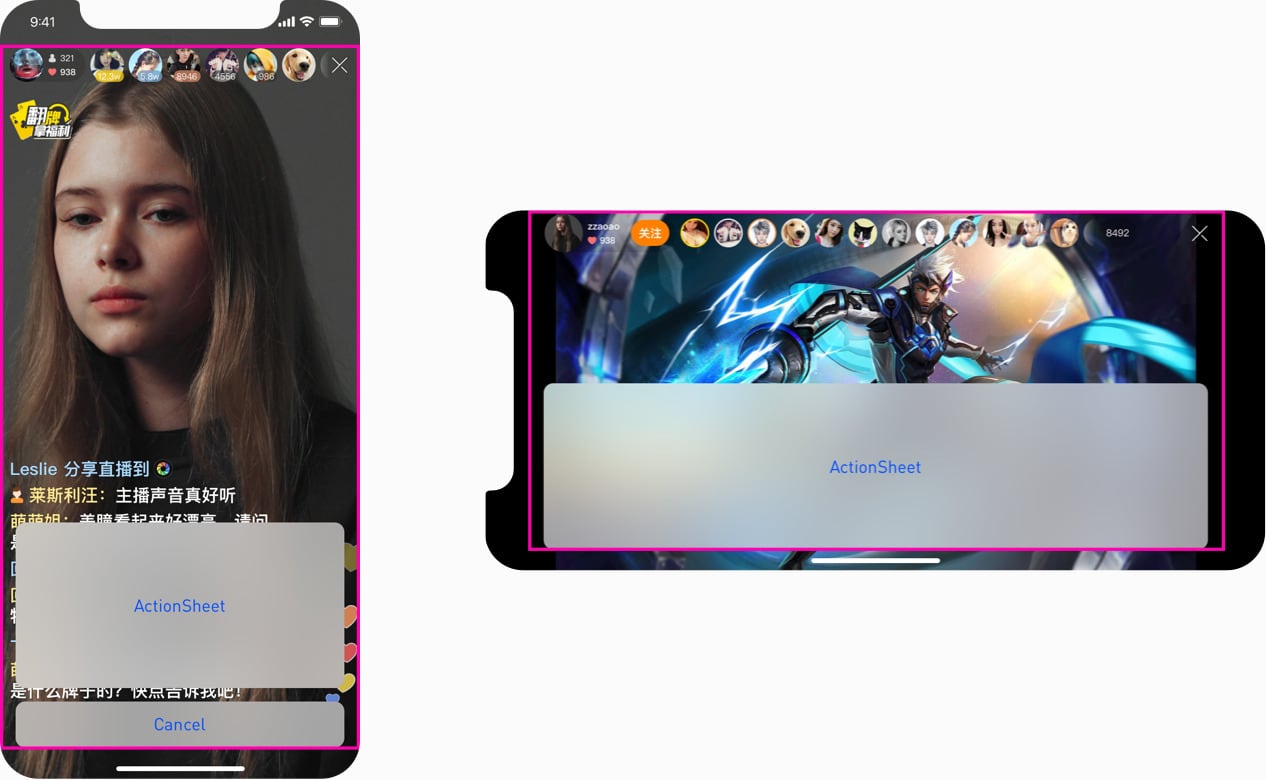 9:41
321
938
12.3w
5.8w
8946
4556
986
翻牌
拿福利
Leslie 分享直播到
莱斯利汪：主播声音真好听
萌萌姐：美瞳看起来好漂亮，请问
ActionSheet
是什么牌子的？快点告诉我吧！
Cancel
zzaoao
938
关注
8492
ActionSheet